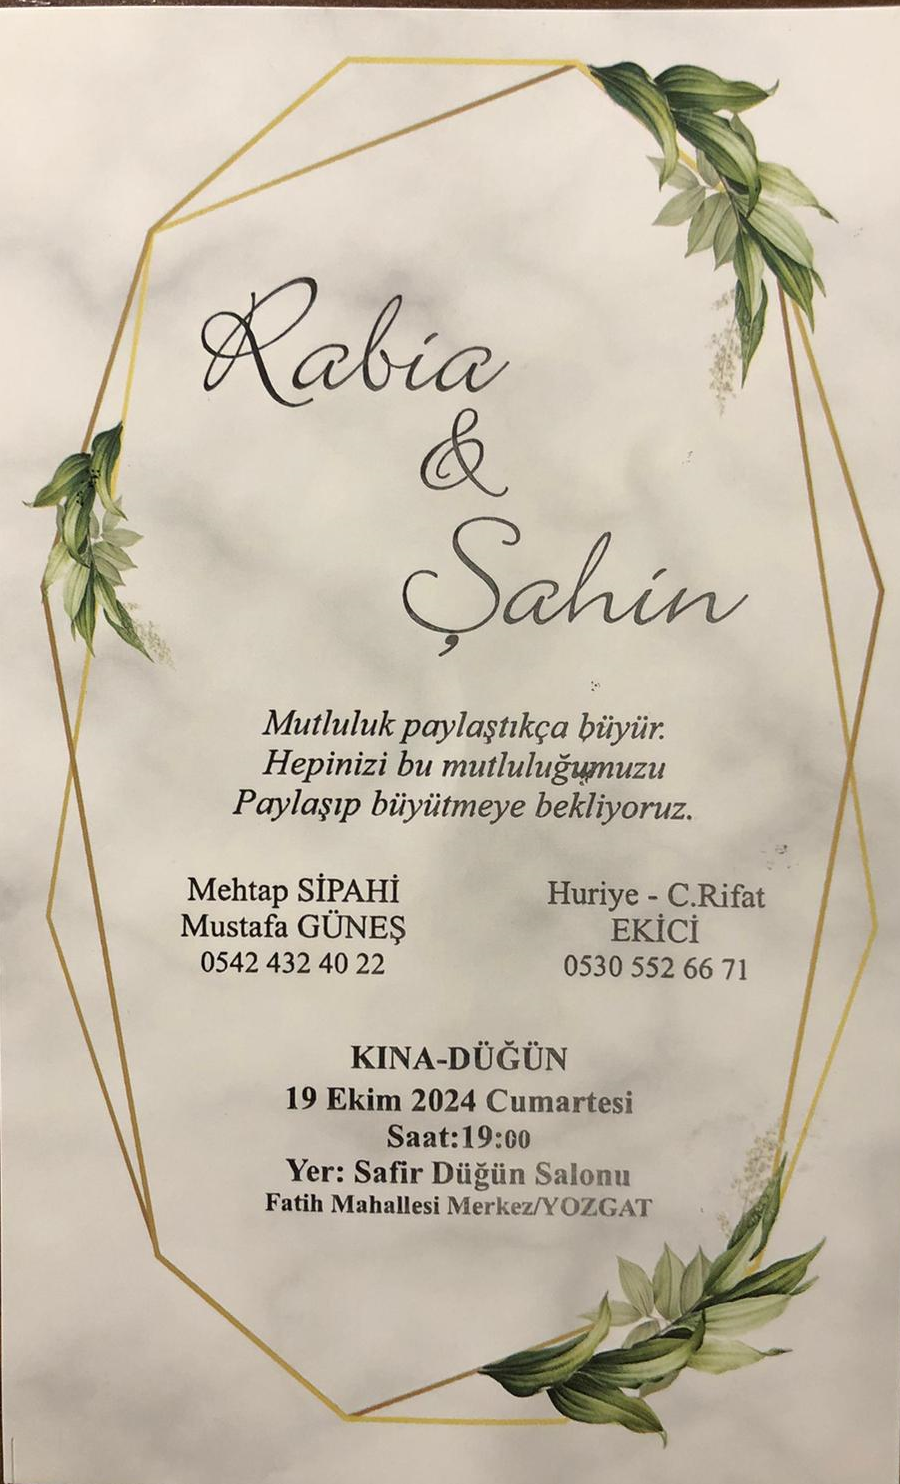 Rabia
&
Şahin
Mutluluk paylaştıkça büyür.
Hepinizi bu mutluluğumuzu
Paylaşıp büyütmeye bekliyoruz.
Mehtap SİPAHİ
Mustafa GÜNEŞ
0542 432 40 22
Huriye - C.Rifat
EKİCİ
0530 552 66 71
KINA-DÜĞÜN
19 Ekim 2024 Cumartesi
Saat:19:00
Yer: Safir Düğün Salonu
Fatih Mahallesi Merkez/YOZGAT